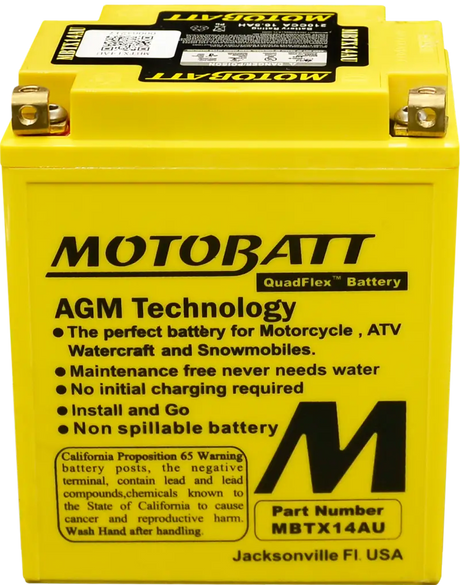 MBTX14AU
MOTOBATT
MBTX14AU
MOTOBATT
QuadFlex™ Battery
AGM Technology
● The perfect battery for Motorcycle , ATV
Watercraft and Snowmobiles.
● Maintenance free never needs water
● No initial charging required
● Install and Go
● Non spillable battery
California Proposition 65 Warning
battery posts, the negative
terminal, contain lead and lead
compounds,chemicals known to
the State of California to cause
cancer and reproductive harm.
Wash Hand after handling.
M
Part Number
MBTX14AU
Jacksonville Fl. USA